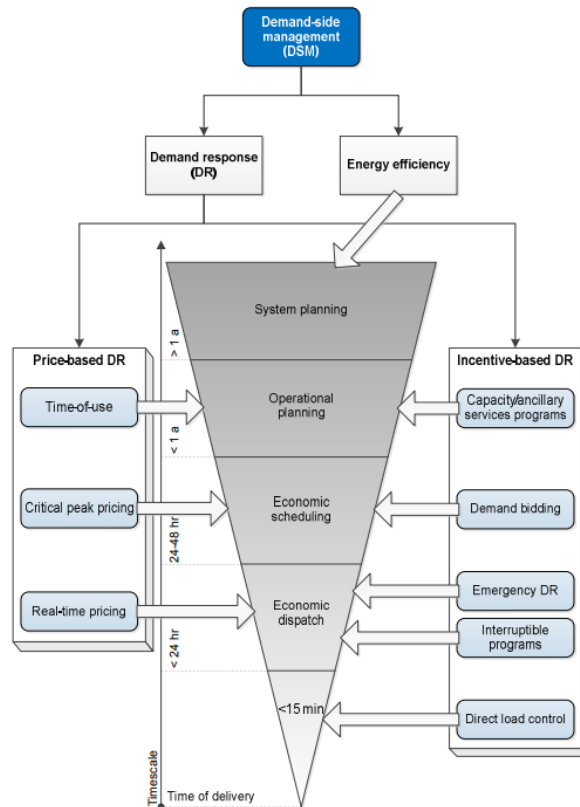 Demand-side
management
(DSM)
Demand response
(DR)
Energy efficiency
System planning
> 1 a
Price-based DR
Incentive-based DR
Time-of-use
Operational
planning
Capacity/ancillary
services programs
< 1 a
Critical peak pricing
Economic
scheduling
Demand bidding
24-48 hr
Real-time pricing
Economic
dispatch
Emergency DR
Interruptible
programs
< 24 hr
<15 min
Direct load control
Timescale
Time of delivery